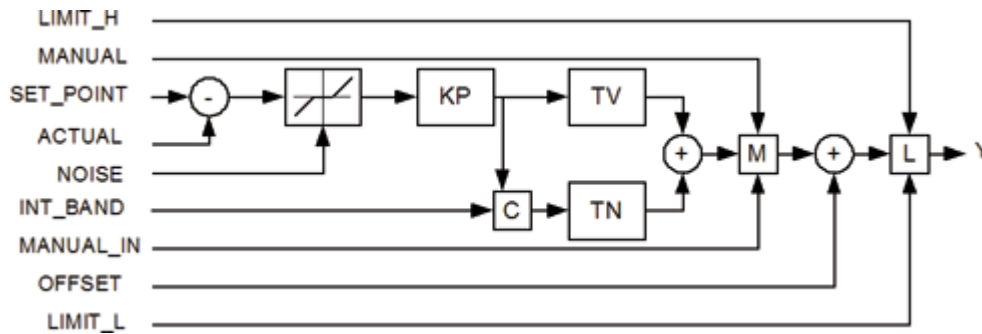 LIMIT_H
MANUAL
SET_POINT
-
KP
TV
ACTUAL
+
M
+
L
Y
NOISE
INT_BAND
C
TN
MANUAL_IN
OFFSET
LIMIT_L